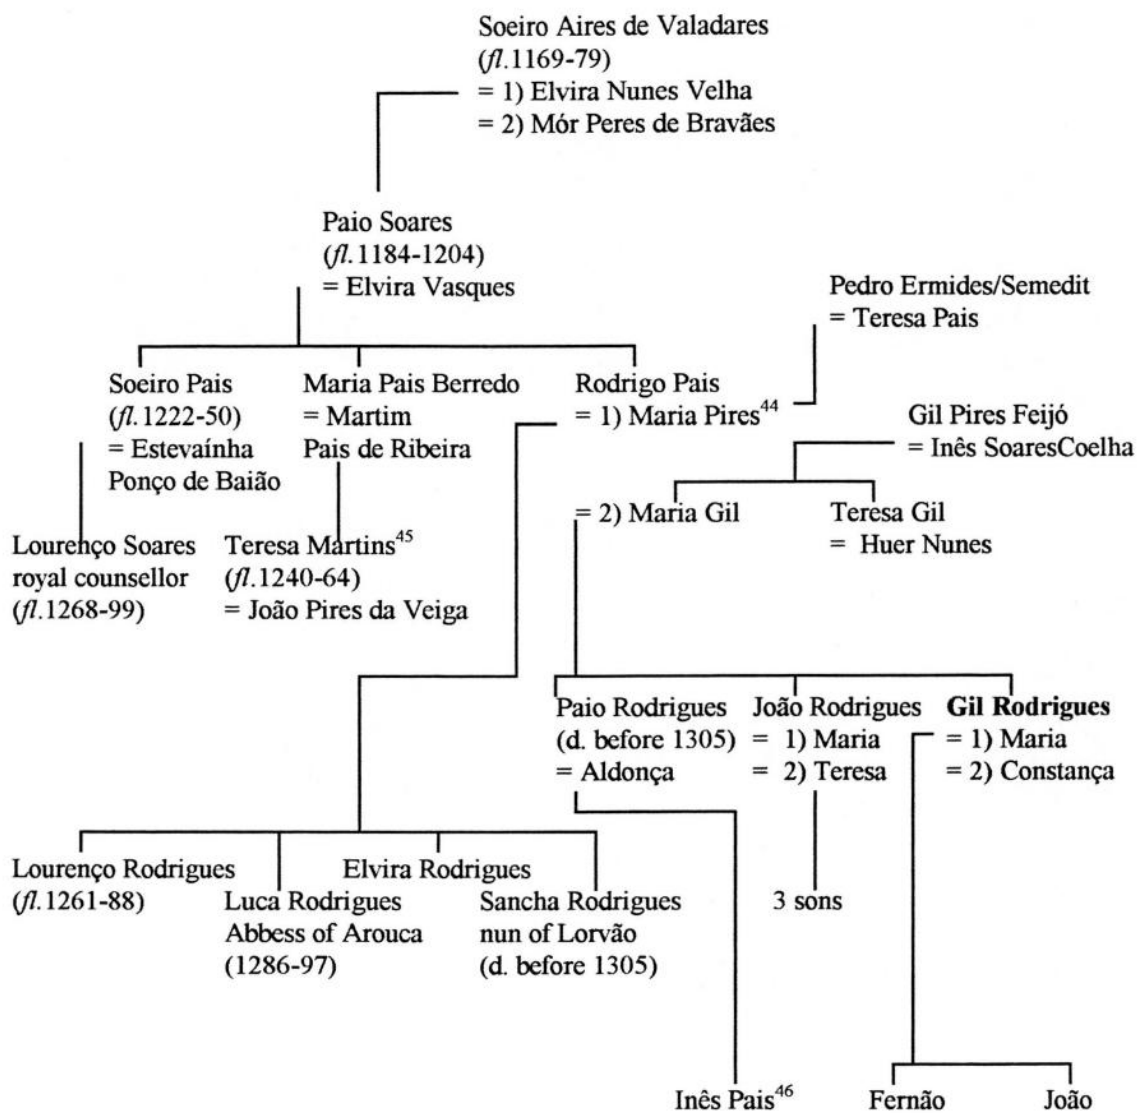 Soeiro Aires de Valadares
(fl.1169-79)
= 1) Elvira Nunes Velha
= 2) Mór Peres de Bravães
Paio Soares
(fl.1184-1204)
= Elvira Vasques
Pedro Ermides/Semedit
= Teresa Pais
Soeiro Pais
(fl.1222-50)
= Estevaínha
Ponço de Baião
Maria Pais Berredo
= Martim
Pais de Ribeira
Rodrigo Pais
= 1) Maria Pires44
Gil Pires Feijó
= Inês SoaresCoelha
= 2) Maria Gil
Teresa Gil
= Huer Nunes
Lourenço Soares
royal counsellor
(fl.1268-99)
Teresa Martins45
(fl.1240-64)
= João Pires da Veiga
Paio Rodrigues
(d. before 1305)
= Aldonça
João Rodrigues
= 1) Maria
= 2) Teresa
Gil Rodrigues
= 1) Maria
= 2) Constança
Lourenço Rodrigues
(fl.1261-88)
Luca Rodrigues
Abbess of Arouca
(1286-97)
Elvira Rodrigues
Sancha Rodrigues
nun of Lorvão
(d. before 1305)
3 sons
Inês Pais46
Fernão
João